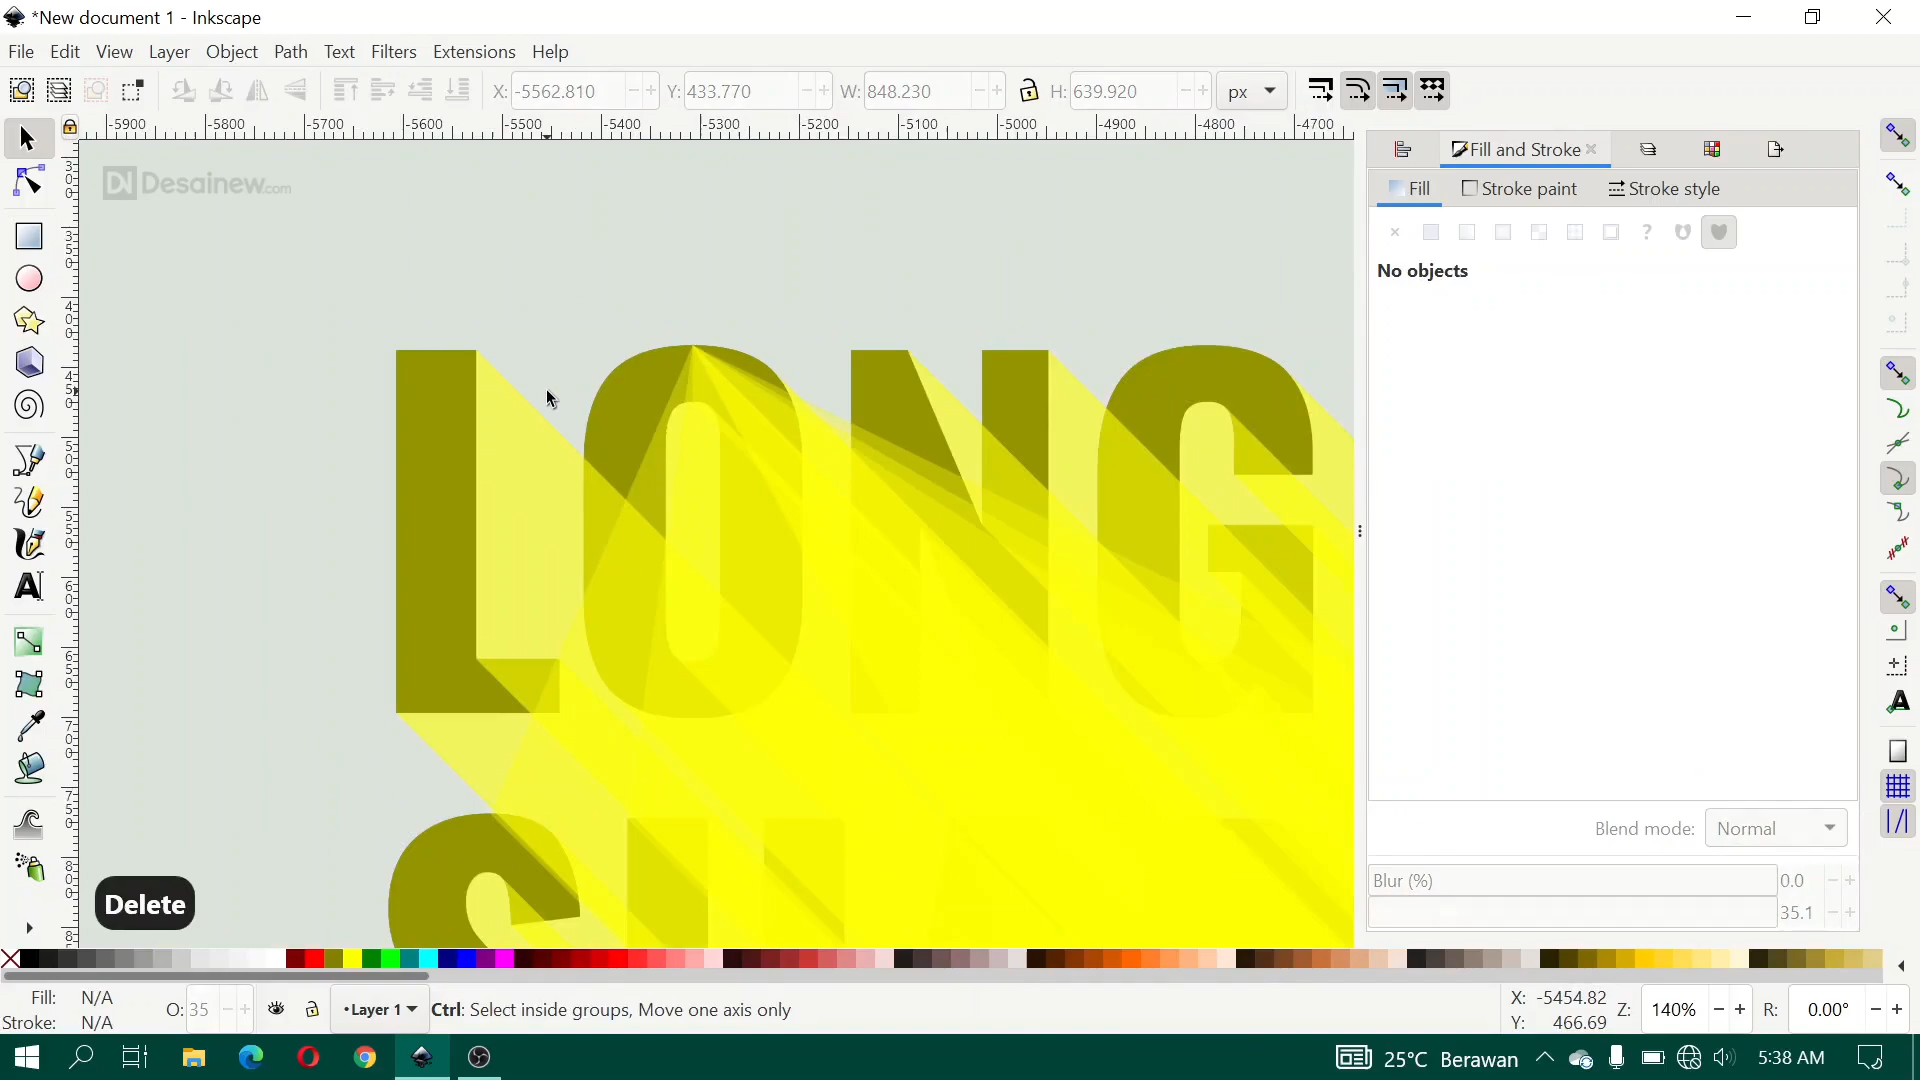 *New document 1 - Inkscape
File Edit View Layer Object Path Text Filters Extensions Help
X: -5562.810 Y: 433.770 W: 848.230 H: 639.920 px
-5900 -5800 -5700 -5600 -5500 -5400 -5300 -5200 -5100 -5000 -4900 -4800 -4700
Fill and Stroke
Desainew.com
Fill Stroke paint Stroke style
No objects
LONG
Delete
Blend mode: Normal
Blur (%) 0.0
35.1
Fill: N/A
Stroke: N/A
O: 35
Layer 1
Ctrl: Select inside groups, Move one axis only
X: -5454.82
Y: 466.69
Z: 140%
R: 0.00°
25°C Berawan
5:38 AM